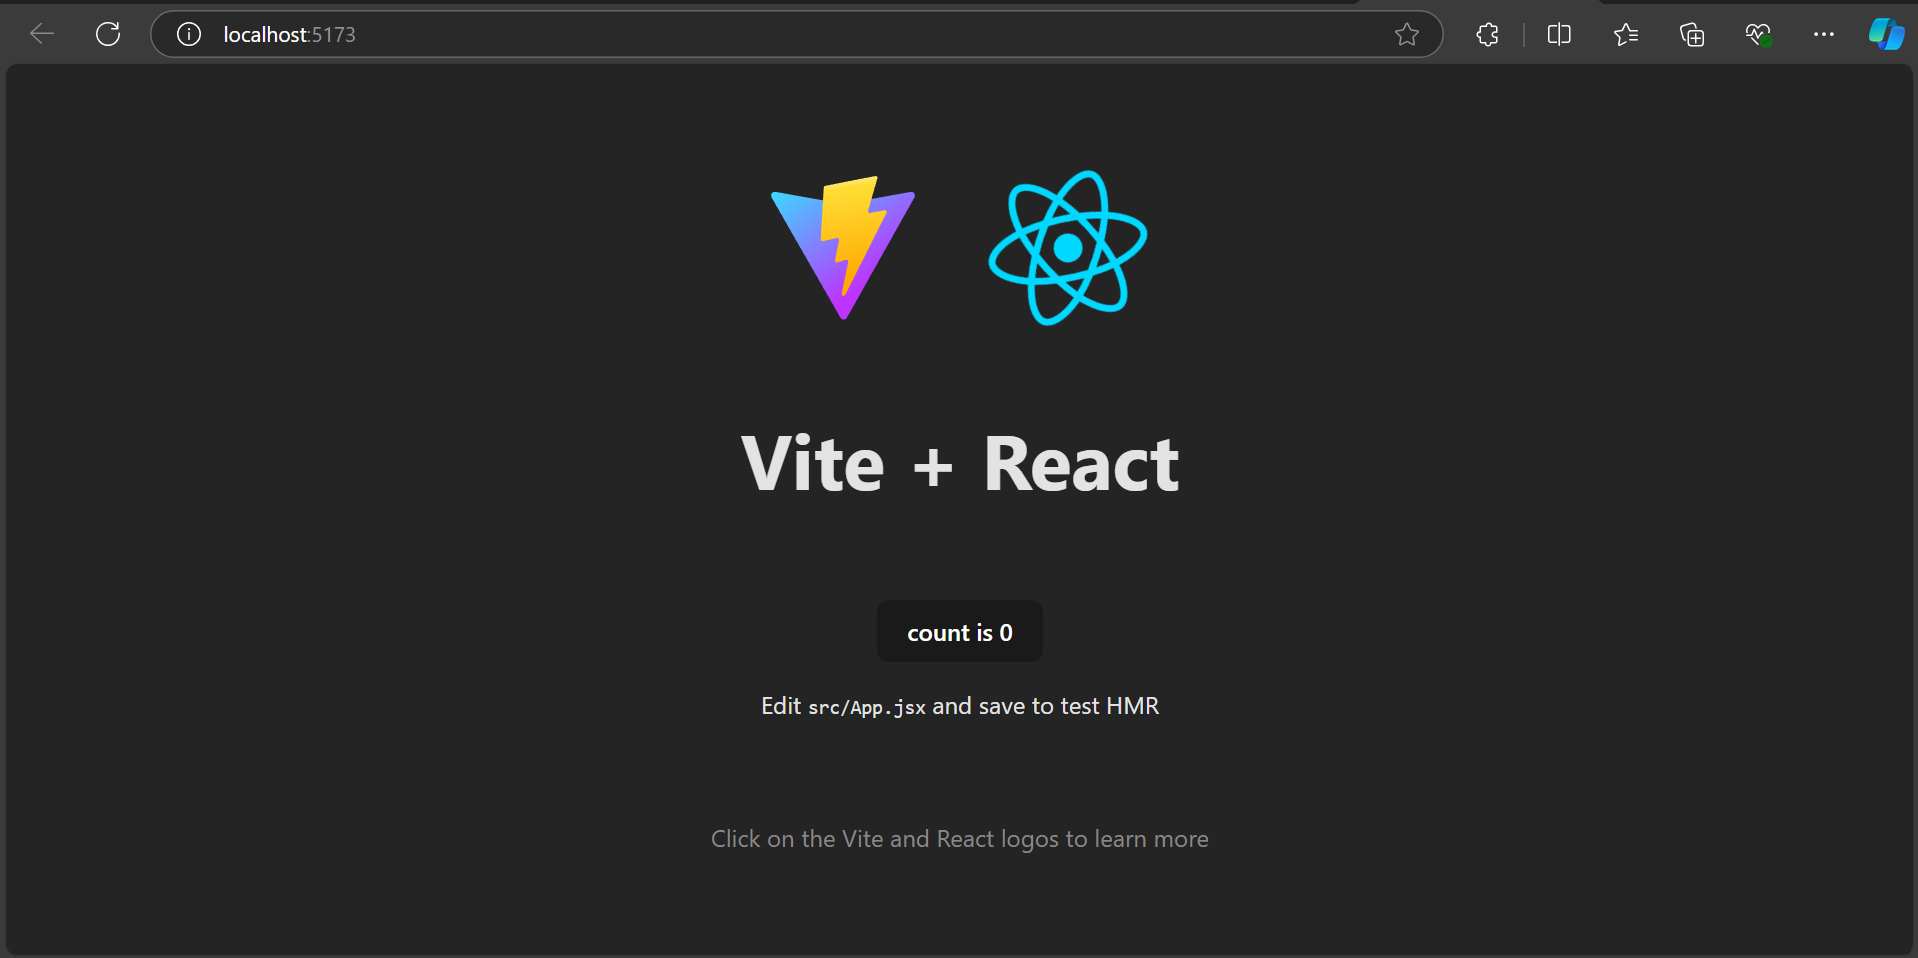 localhost:5173
Vite + React
count is 0
Edit src/App.jsx and save to test HMR
Click on the Vite and React logos to learn more